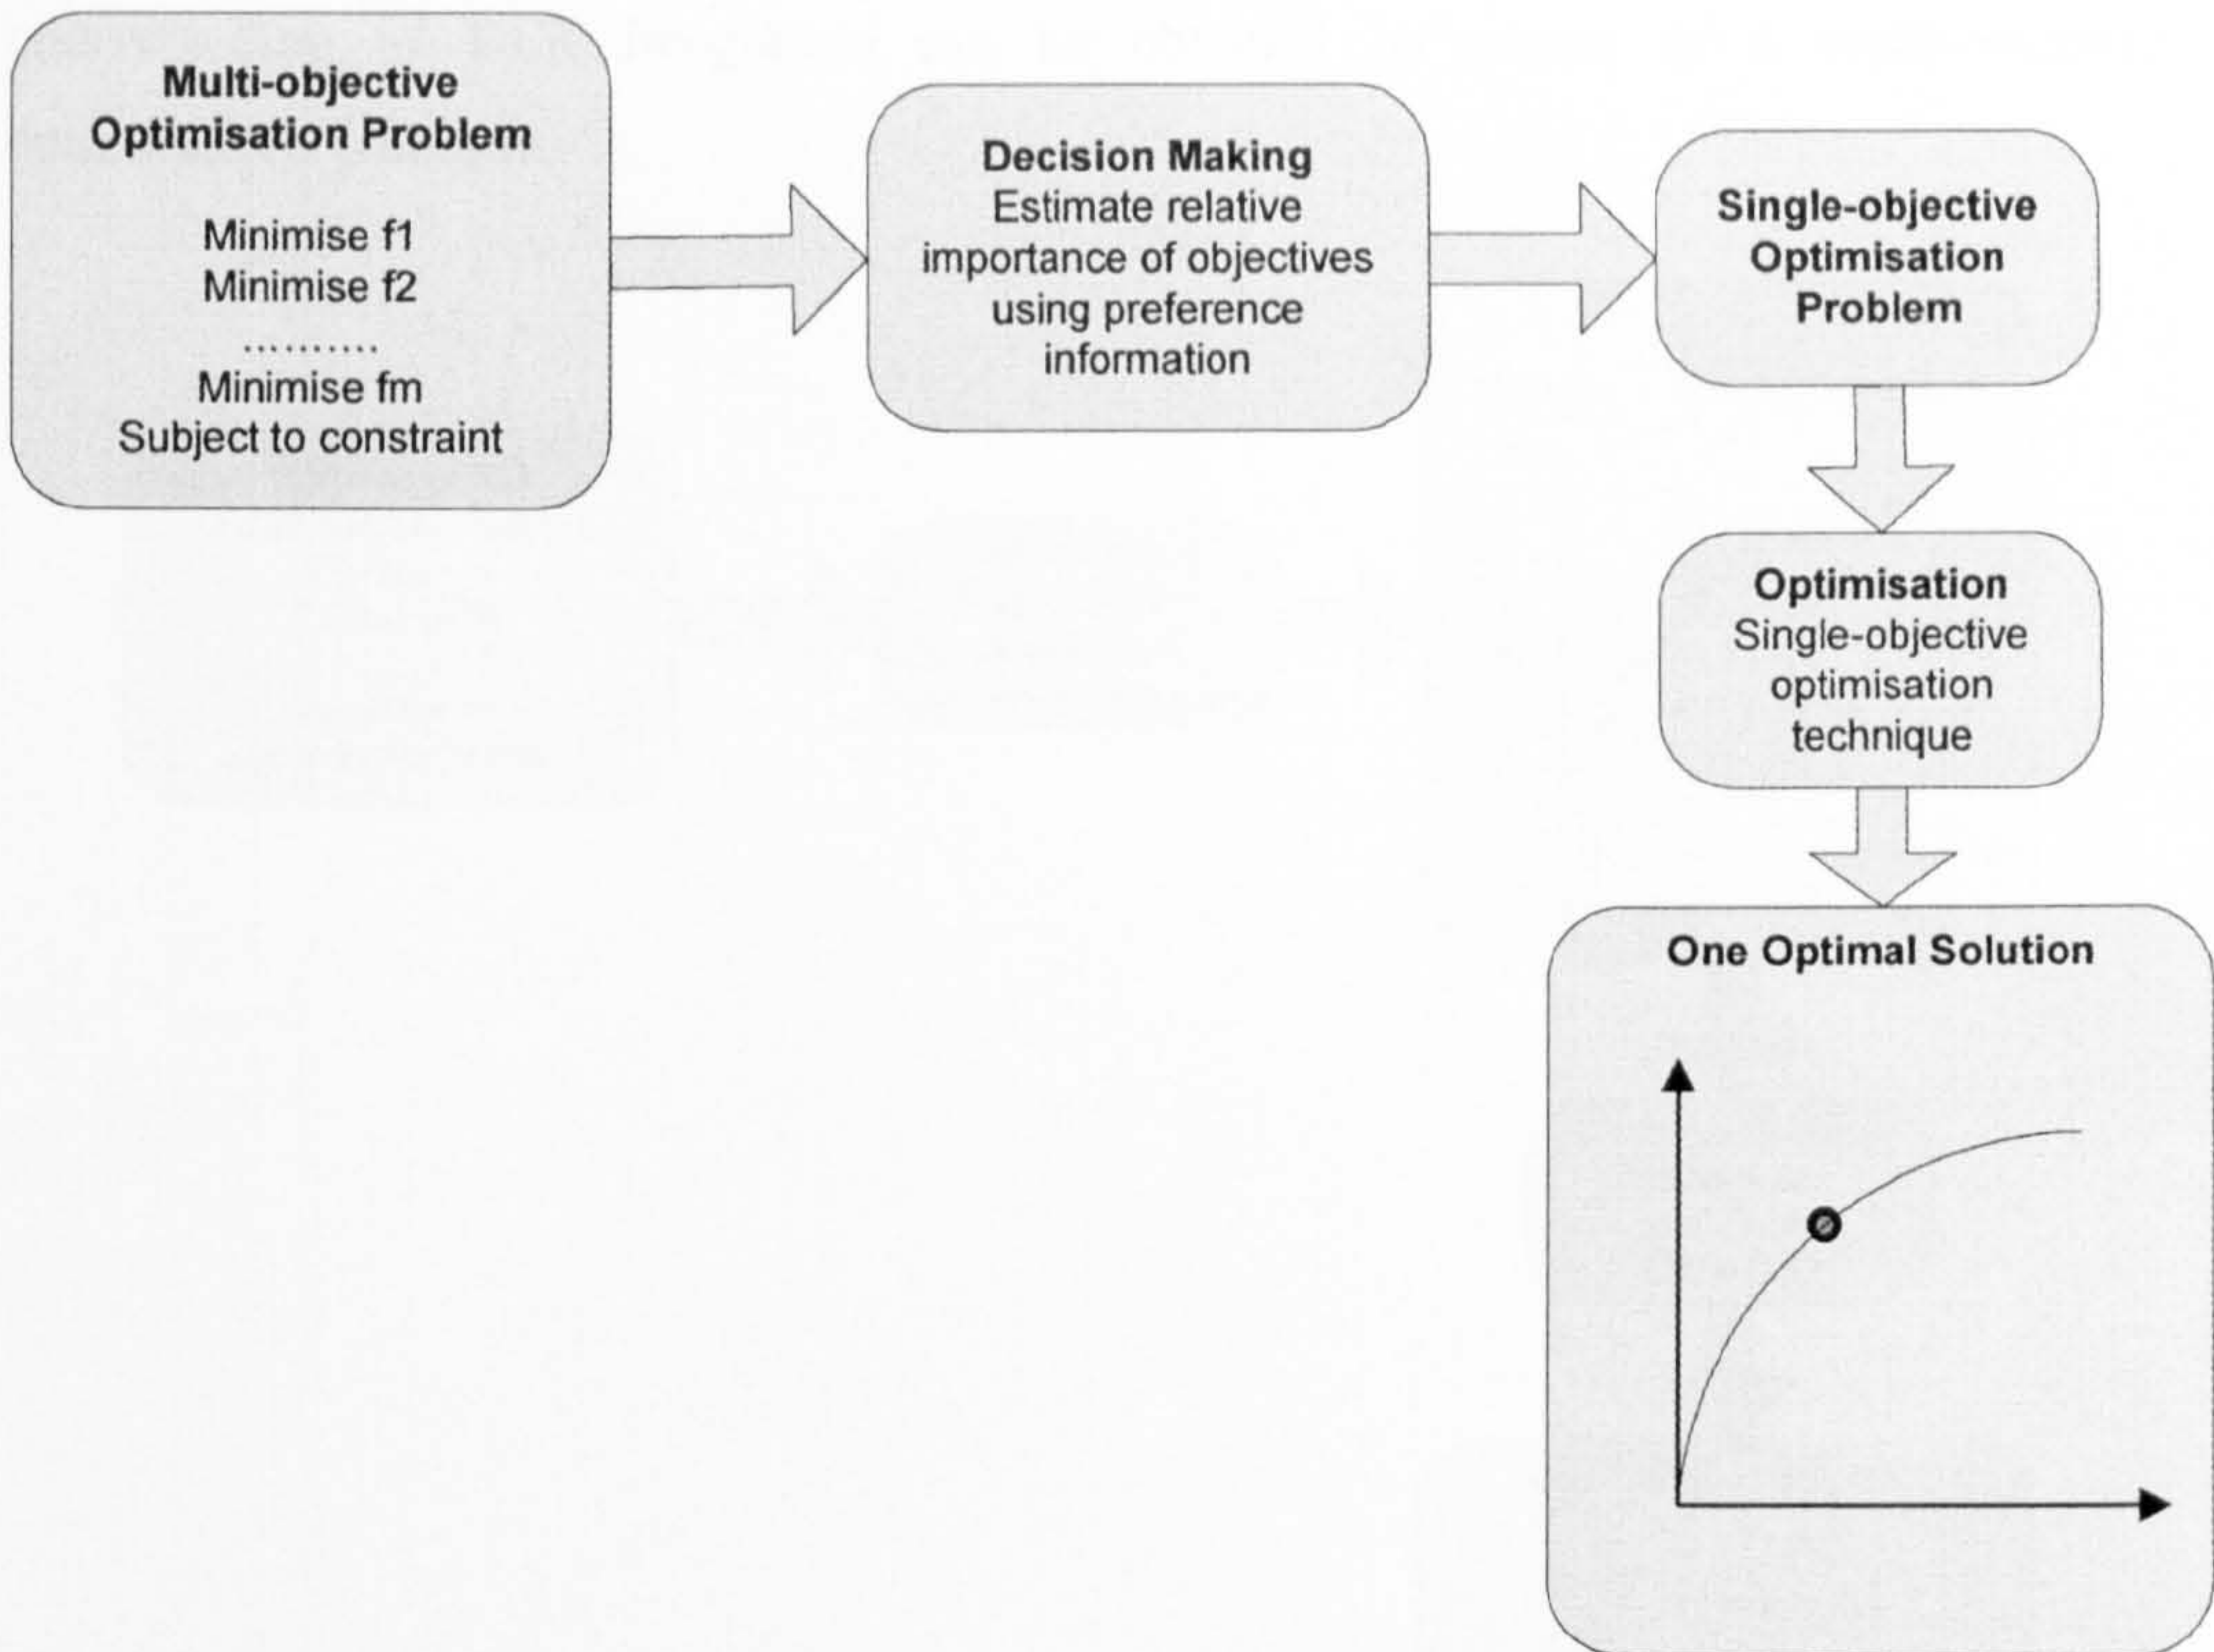 Multi-objective
Optimisation Problem
Minimise f1
Minimise f2
..........
Minimise fm
Subject to constraint
Decision Making
Estimate relative
importance of objectives
using preference
information
Single-objective
Optimisation
Problem
Optimisation
Single-objective
optimisation
technique
One Optimal Solution